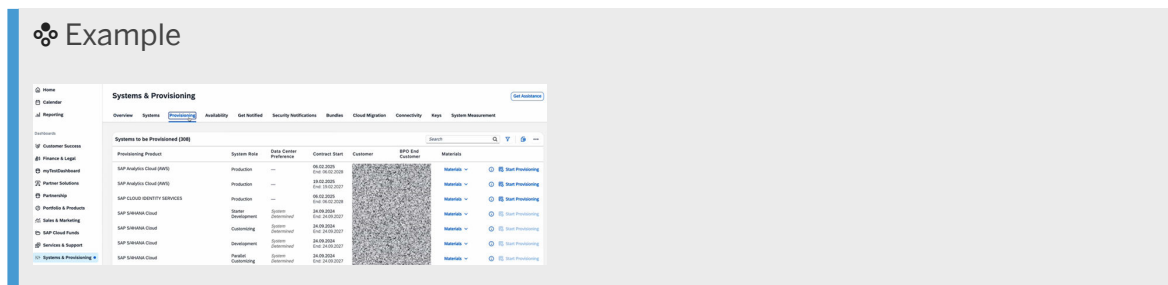 Example
Home
Calendar
Reporting
Dashboards
Customer Success
Finance & Legal
myTestDashboard
Partner Solutions
Partnership
Portfolio & Products
Sales & Marketing
SAP Cloud Funds
Services & Support
Systems & Provisioning
Systems & Provisioning Get Assistance
Overview Systems Provisioning Availability Get Notified Security Notifications Bundles Cloud Migration Connectivity Keys System Measurement
Systems to be Provisioned (308) Search
Provisioning Product System Role Data Center Preference Contract Start Customer BPO End Customer Materials
SAP Analytics Cloud (AWS) Production — 06.02.2025 Materials Start Provisioning
End: 06.02.2028
SAP Analytics Cloud (AWS) Production — 19.02.2025 Materials Start Provisioning
End: 19.02.2027
SAP CLOUD IDENTITY SERVICES Production — 06.02.2025 Materials Start Provisioning
End: 06.02.2028
SAP S/4HANA Cloud Starter Development System Determined 24.09.2024 Materials Start Provisioning
End: 24.09.2027
SAP S/4HANA Cloud Customizing System Determined 24.09.2024 Materials Start Provisioning
End: 24.09.2027
SAP S/4HANA Cloud Development System Determined 24.09.2024 Materials Start Provisioning
End: 24.09.2027
SAP S/4HANA Cloud Parallel Customizing System Determined 24.09.2024 Materials Start Provisioning
End: 24.09.2027